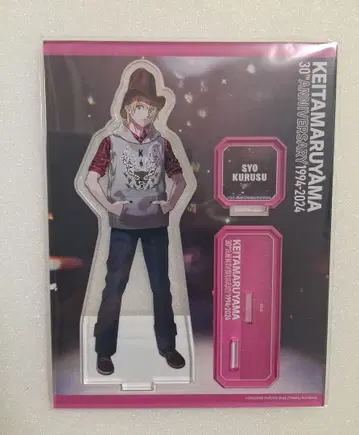 KEITAMARUYAMA
30th ANNIVERSARY 1994-2024
SYO
KURUSU
KEITAMARUYAMA
30th ANNIVERSARY 1994-2024
K